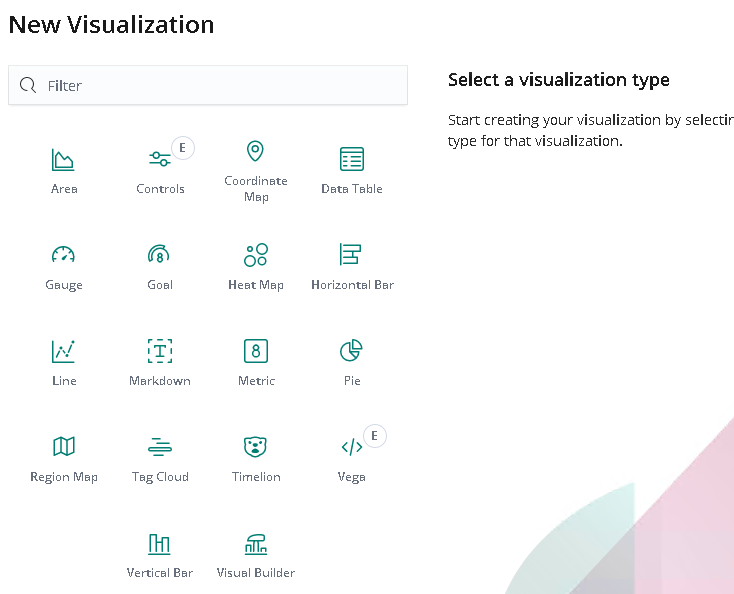 New Visualization
Filter
Select a visualization type
Start creating your visualization by selectin
type for that visualization.
E
Area
Controls
Coordinate
Map
Data Table
8
Gauge
Goal
Heat Map
Horizontal Bar
T
8
Line
Markdown
Metric
Pie
E
Region Map
Tag Cloud
Timelion
Vega
Vertical Bar
Visual Builder